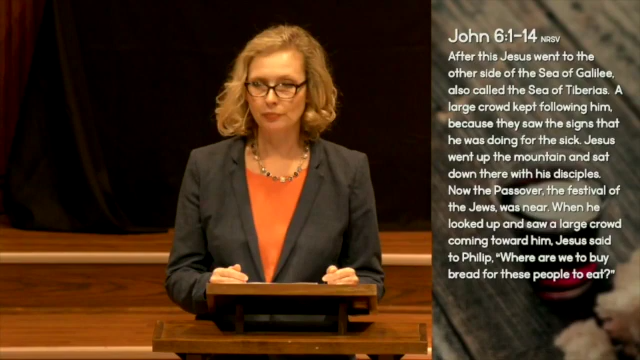 John 6:1–14 NRSV
After this Jesus went to the
other side of the Sea of Galilee,
also called the Sea of Tiberias.  A
large crowd kept following him,
because they saw the signs that
he was doing for the sick. Jesus
went up the mountain and sat
down there with his disciples.
Now the Passover, the festival of
the Jews, was near. When he
looked up and saw a large crowd
coming toward him, Jesus said
to Philip, "Where are we to buy
bread for these people to eat?"